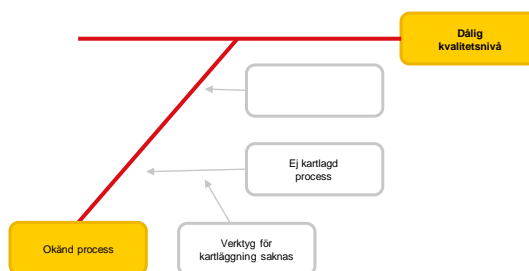 Dålig
kvalitetsnivå
Ej kartlagd
process
Okänd process
Verktyg för
kartläggning saknas